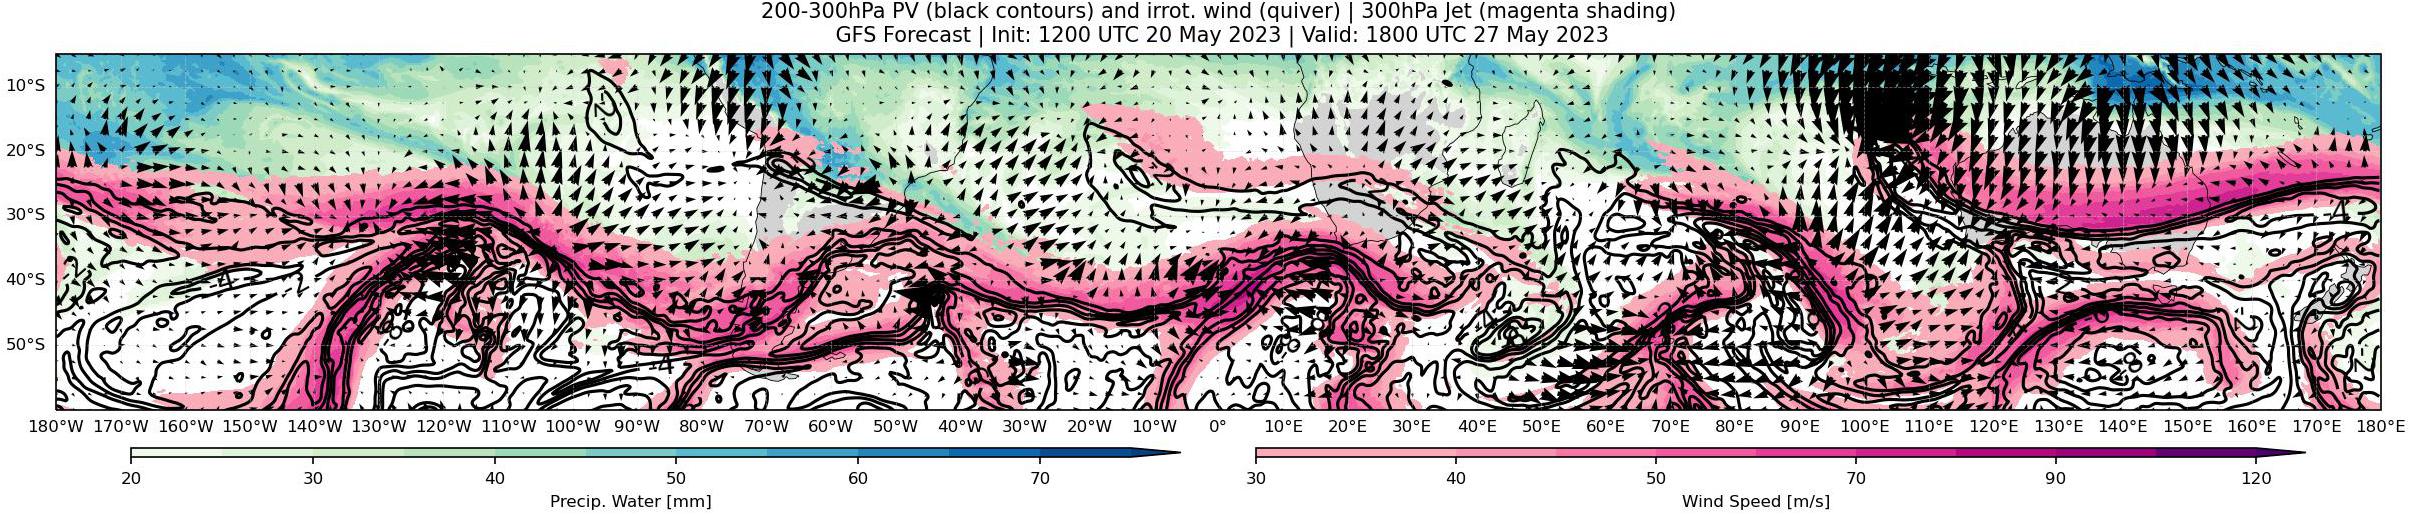 200-300hPa PV (black contours) and irrot. wind (quiver) | 300hPa Jet (magenta shading)
GFS Forecast | Init: 1200 UTC 20 May 2023 | Valid: 1800 UTC 27 May 2023
10°S
20°S
30°S
40°S
50°S
180°W 170°W 160°W 150°W 140°W 130°W 120°W 110°W 100°W 90°W 80°W 70°W 60°W 50°W 40°W 30°W 20°W 10°W 0° 10°E 20°E 30°E 40°E 50°E 60°E 70°E 80°E 90°E 100°E 110°E 120°E 130°E 140°E 150°E 160°E 170°E 180°E
20 30 40 50 60 70
Precip. Water [mm]
30 40 50 70 90 120
Wind Speed [m/s]